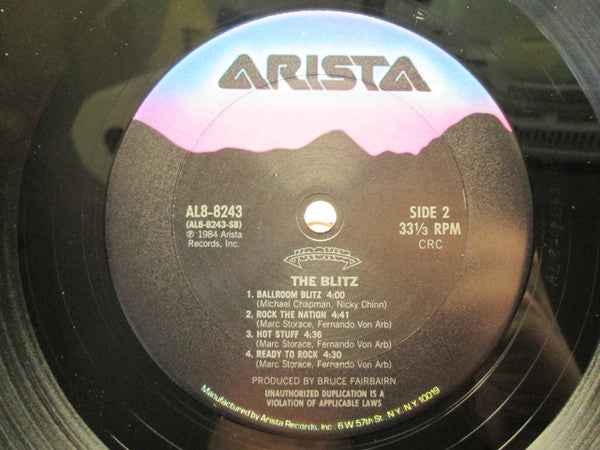 ARISTA
AL8-8243
(AL8-8243-SB)
℗ 1984 Arista
Records, Inc.
SIDE 2
33⅓ RPM
CRC
KROKUS
THE BLITZ
1. BALLROOM BLITZ 4:00
(Michael Chapman, Nicky Chinn)
2. ROCK THE NATION 4:41
(Marc Storace, Fernando Von Arb)
3. HOT STUFF 4:36
(Marc Storace, Fernando Von Arb)
4. READY TO ROCK 4:30
(Marc Storace, Fernando Von Arb)
PRODUCED BY BRUCE FAIRBAIRN
UNAUTHORIZED DUPLICATION IS A
VIOLATION OF APPLICABLE LAWS
Manufactured by Arista Records, Inc. 6 W 57th St. N.Y. N.Y. 10019